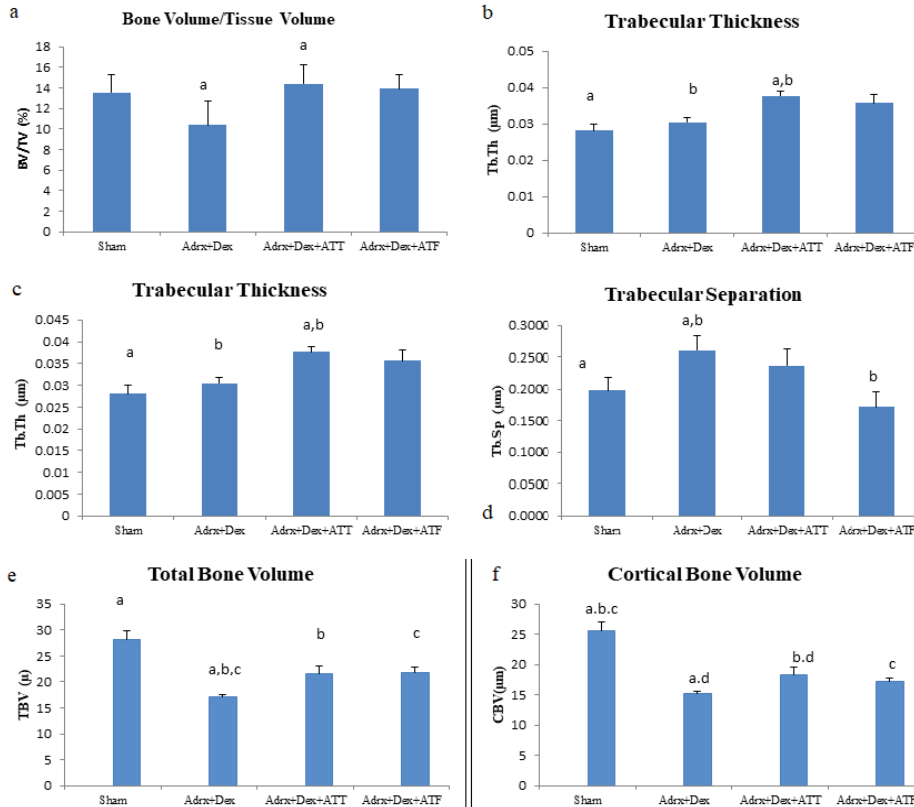 a
Bone Volume/Tissue Volume
BV/TV (%)
18
16
14
12
10
8
6
4
2
0
a
a
Sham
Adrx+Dex
Adrx+Dex+ATT
Adrx+Dex+ATF
b
Trabecular Thickness
Tb.Th (μm)
0.05
0.04
0.03
0.02
0.01
0
a
b
a,b
Sham
Adrx+Dex
Adrx+Dex+ATT
Adrx+Dex+ATF
c
Trabecular Thickness
Tb.Th (μm)
0.045
0.04
0.035
0.03
0.025
0.02
0.015
0.01
0.005
0
a
b
a,b
Sham
Adrx+Dex
Adrx+Dex+ATT
Adrx+Dex+ATF
Trabecular Separation
Tb.Sp (μm)
0.3000
0.2500
0.2000
0.1500
0.1000
0.0500
0.0000
a
a,b
b
d
Sham
Adrx+Dex
Adrx+Dex+ATT
Adrx+Dex+ATF
e
Total Bone Volume
TBV (μ)
35
30
25
20
15
10
5
0
a
a,b,c
b
c
Sham
Adrx+Dex
Adrx+Dex+ATT
Adrx+Dex+ATF
f
Cortical Bone Volume
CBV(μm)
30
25
20
15
10
5
0
a.b.c
a.d
b.d
c
Sham
Adrx+Dex
Adrx+Dex+ATT
Adrx+Dex+ATF